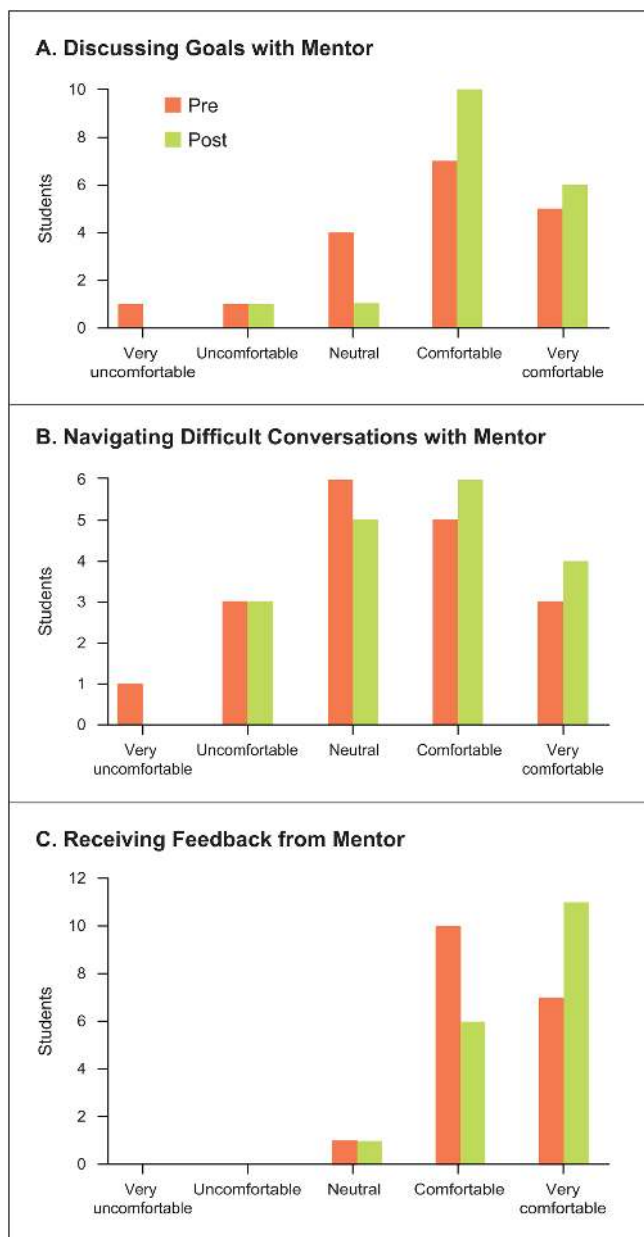 A. Discussing Goals with Mentor
10
8
6
4
2
0
Students
Pre
Post
Very uncomfortable
Uncomfortable
Neutral
Comfortable
Very comfortable
B. Navigating Difficult Conversations with Mentor
6
5
4
3
2
1
0
Students
Very uncomfortable
Uncomfortable
Neutral
Comfortable
Very comfortable
C. Receiving Feedback from Mentor
12
10
8
6
4
2
0
Students
Very uncomfortable
Uncomfortable
Neutral
Comfortable
Very comfortable